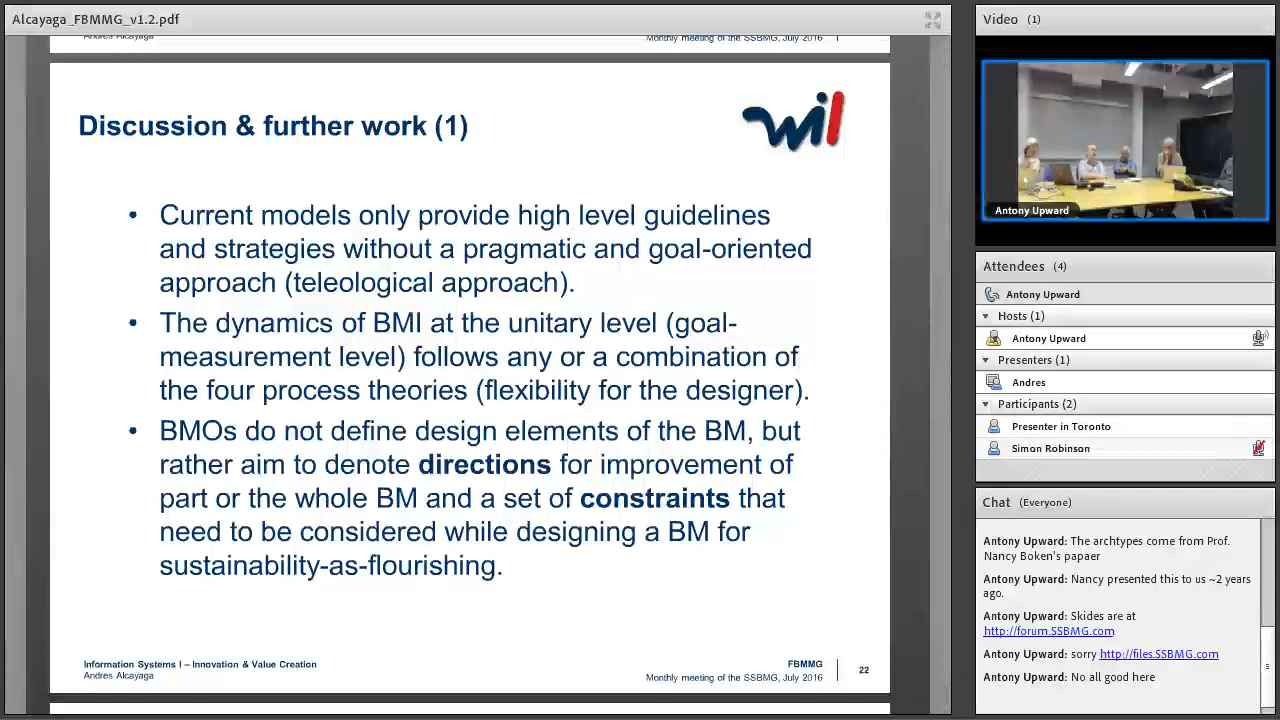 Alcayaga_FBMMG_v1.2.pdf
Andres Alcayaga
Monthly meeting of the SSBMG, July 2016
Discussion & further work (1)
wil
• Current models only provide high level guidelines
and strategies without a pragmatic and goal-oriented
approach (teleological approach).
• The dynamics of BMI at the unitary level (goal-
measurement level) follows any or a combination of
the four process theories (flexibility for the designer).
• BMOs do not define design elements of the BM, but
rather aim to denote directions for improvement of
part or the whole BM and a set of constraints that
need to be considered while designing a BM for
sustainability-as-flourishing.
Information Systems I – Innovation & Value Creation
Andres Alcayaga
FBMMG
Monthly meeting of the SSBMG, July 2016
22
Video (1)
Antony Upward
Attendees (4)
Antony Upward
Hosts (1)
Antony Upward
Presenters (1)
Andres
Participants (2)
Presenter in Toronto
Simon Robinson
Chat (Everyone)
Antony Upward: The archtypes come from Prof.
Nancy Boken's papaer
Antony Upward: Nancy presented this to us ~2 years
ago.
Antony Upward: Skides are at
http://forum.SSBMG.com
Antony Upward: sorry http://files.SSBMG.com
Antony Upward: No all good here